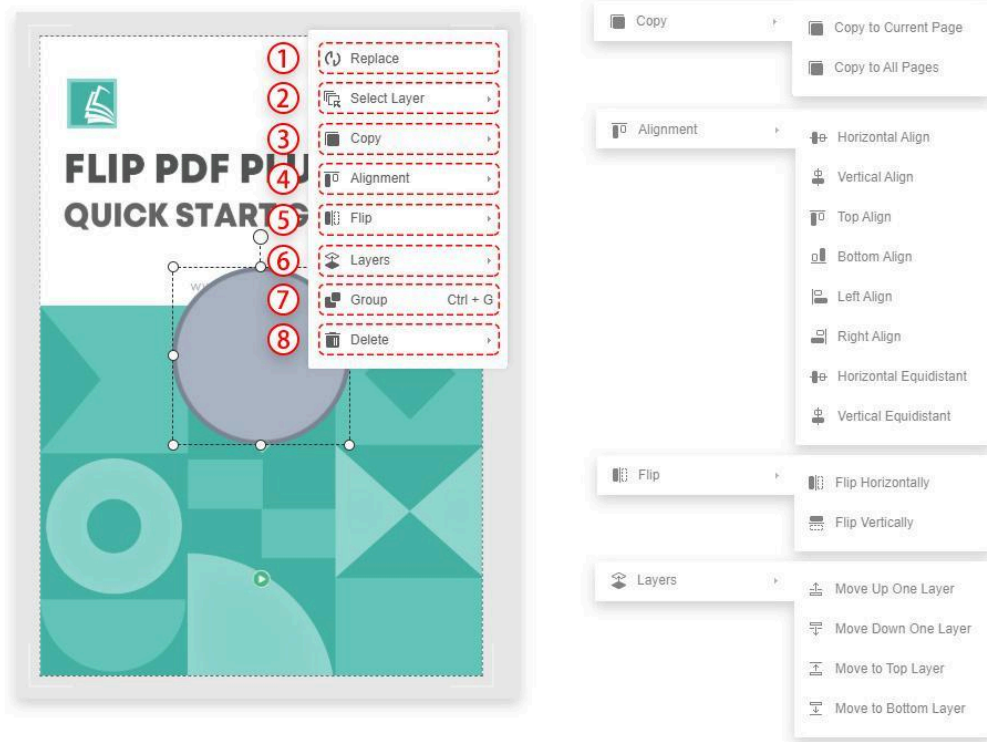 ① Replace
② Select Layer
③ Copy
FLIP PDF PLU
④ Alignment
QUICK START G
⑤ Flip
⑥ Layers
⑦ Group Ctrl + G
⑧ Delete
Copy
Copy to Current Page
Copy to All Pages
Alignment
Horizontal Align
Vertical Align
Top Align
Bottom Align
Left Align
Right Align
Horizontal Equidistant
Vertical Equidistant
Flip
Flip Horizontally
Flip Vertically
Layers
Move Up One Layer
Move Down One Layer
Move to Top Layer
Move to Bottom Layer